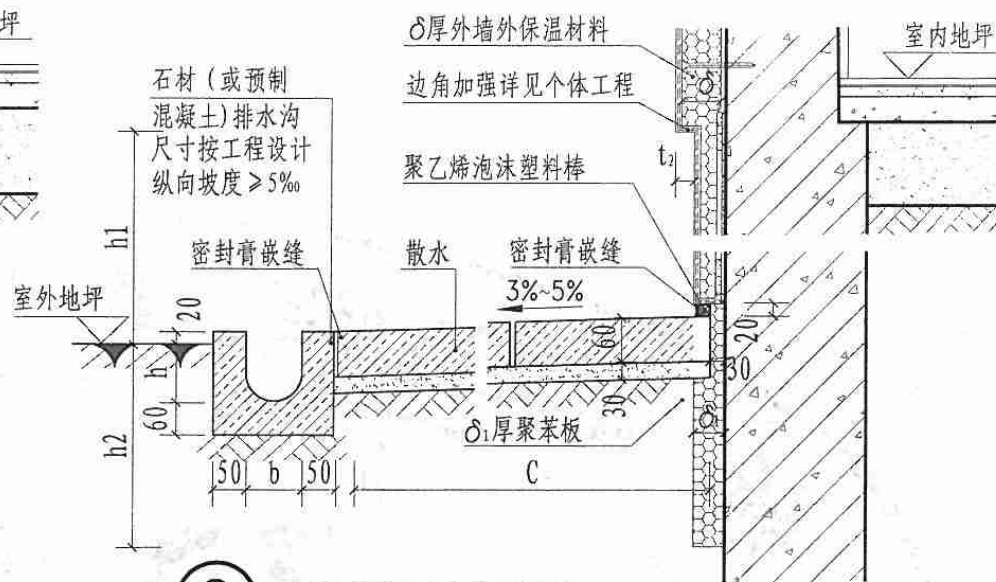 坪
δ厚外墙外保温材料
室内地坪
石材（或预制
混凝土）排水沟
尺寸按工程设计
纵向坡度≥5‰
边角加强详见个体工程
δ
t₂
聚乙烯泡沫塑料棒
h1
密封膏嵌缝
散水
密封膏嵌缝
3%~5%
室外地坪
20
60
20
h
30
60
30
h2
δ₁厚聚苯板
50
b
50
C